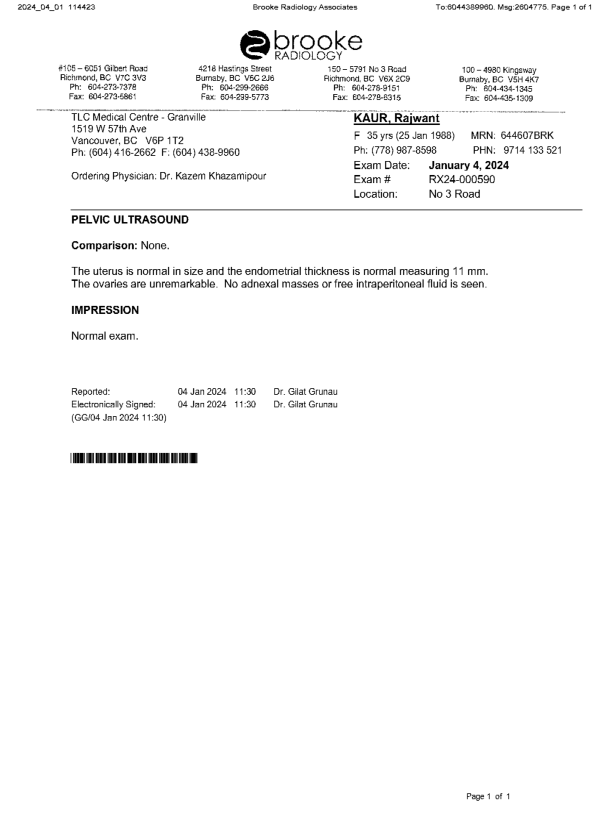 2024_04_01 114423 Brooke Radiology Associates To:6044389960. Msg:2604775. Page 1 of 1
brooke
RADIOLOGY
#105 – 6051 Gilbert Road 4218 Hastings Street 150 – 5791 No 3 Road 100 – 4980 Kingsway
Richmond, BC V7C 3V3 Burnaby, BC V5C 2J6 Richmond, BC V6X 2C9 Burnaby, BC V5H 4K7
Ph: 604-273-7378 Ph: 604-299-2666 Ph: 604-278-9151 Ph: 604-434-1345
Fax: 604-273-5861 Fax: 604-299-5773 Fax: 604-278-6315 Fax: 604-435-1309
TLC Medical Centre - Granville KAUR, Rajwant
1519 W 57th Ave F 35 yrs (25 Jan 1988) MRN: 644607BRK
Vancouver, BC V6P 1T2 Ph: (778) 987-8598 PHN: 9714 133 521
Ph: (604) 416-2662 F: (604) 438-9960 Exam Date: January 4, 2024
Ordering Physician: Dr. Kazem Khazamipour Exam # RX24-000590
Location: No 3 Road
PELVIC ULTRASOUND
Comparison: None.
The uterus is normal in size and the endometrial thickness is normal measuring 11 mm.
The ovaries are unremarkable. No adnexal masses or free intraperitoneal fluid is seen.
IMPRESSION
Normal exam.
Reported: 04 Jan 2024 11:30 Dr. Gilat Grunau
Electronically Signed: 04 Jan 2024 11:30 Dr. Gilat Grunau
(GG/04 Jan 2024 11:30)
Page 1 of 1